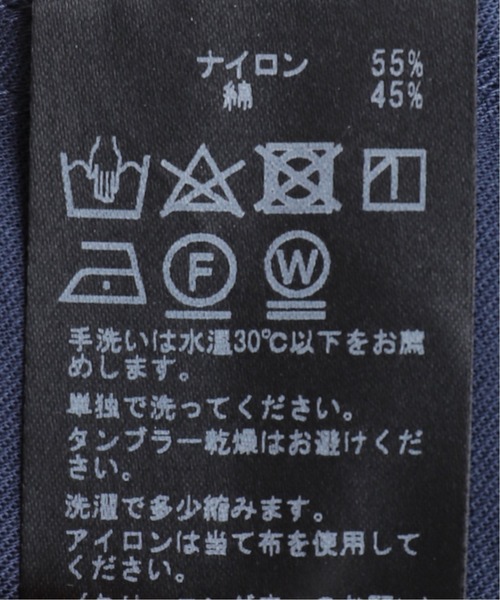 ナイロン 55%
綿 45%
F W
手洗いは水温30℃以下をお薦
めします。
単独で洗ってください。
タンブラー乾燥はお避けくだ
さい。
洗濯で多少縮みます。
アイロンは当て布を使用して
ください。